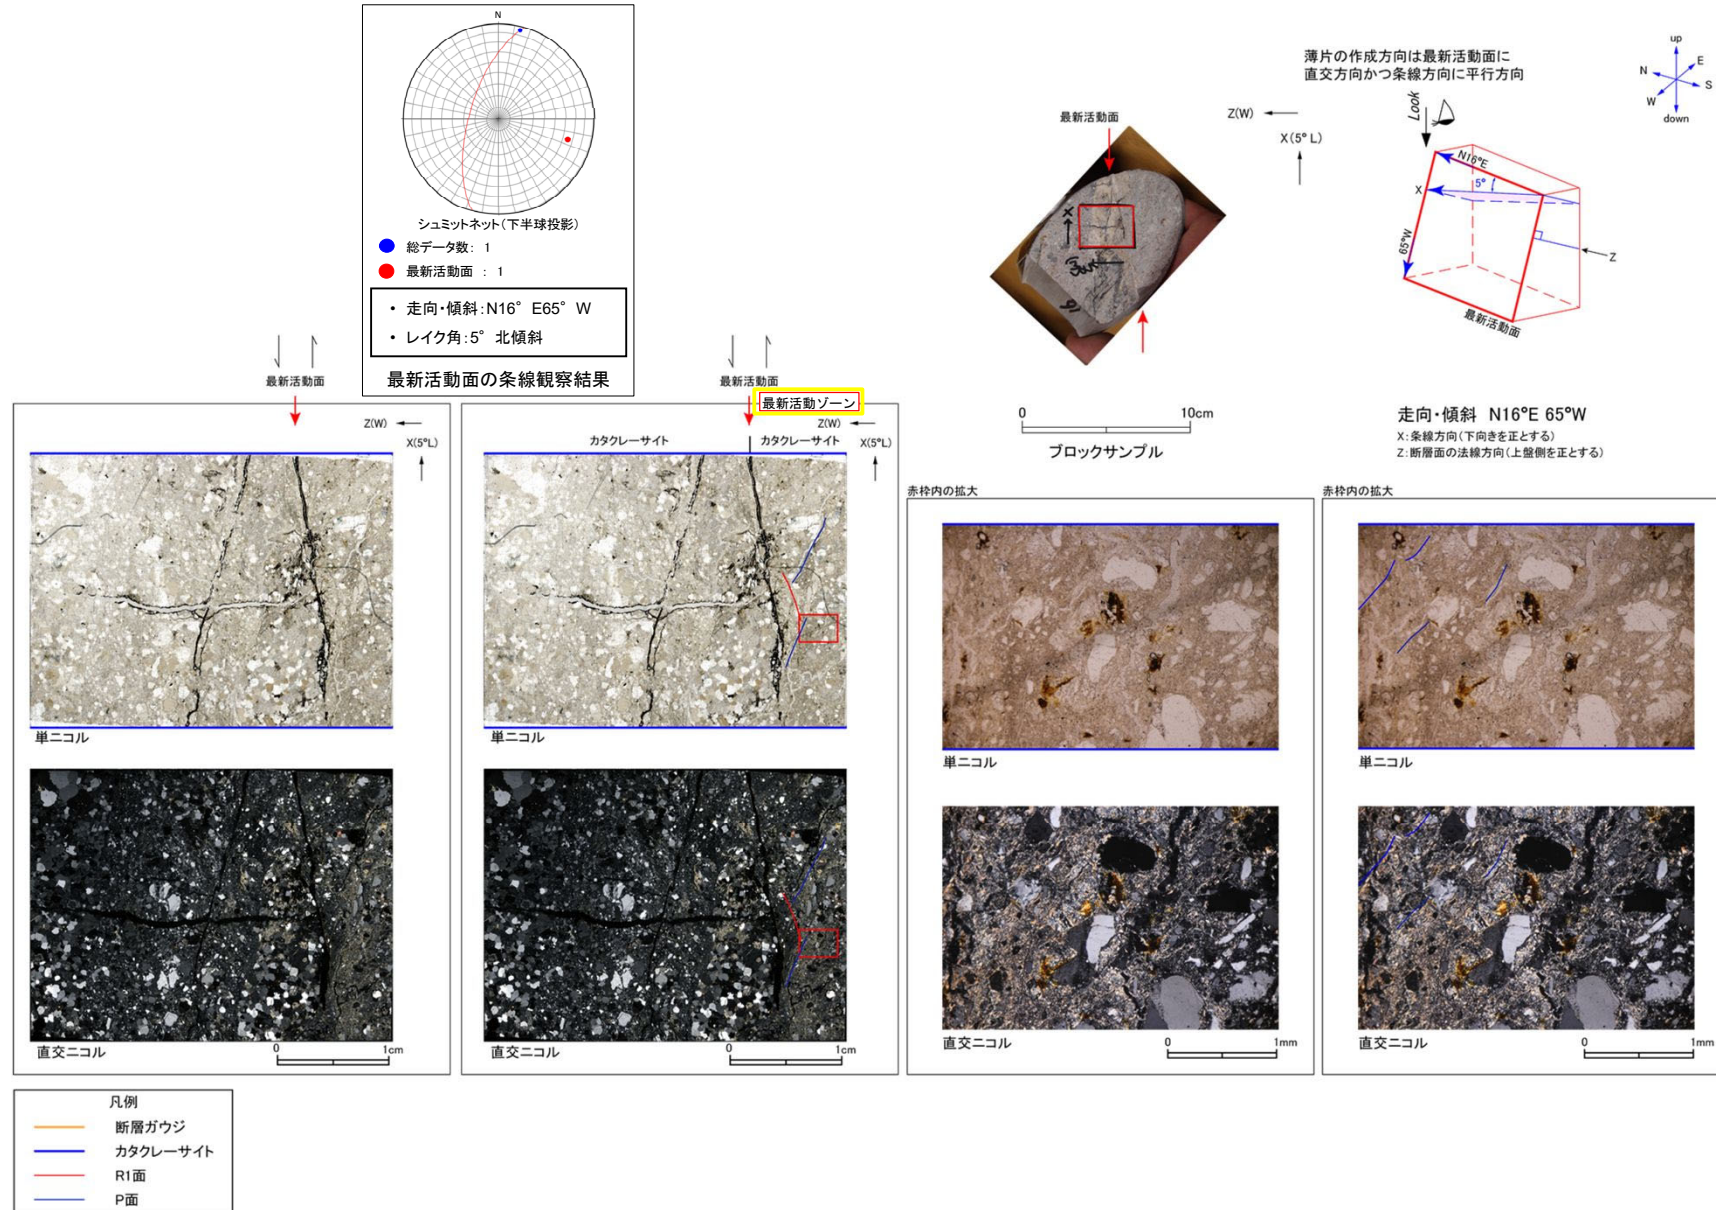 N
シュミットネット(下半球投影)
総データ数： 1
最新活動面 ： 1
・ 走向・傾斜：N16° E65° W
・ レイク角：5° 北傾斜
最新活動面の条線観察結果
薄片の作成方向は最新活動面に
直交方向かつ条線方向に平行方向
up
N
E
W
S
down
最新活動面
Z(W)
X(5°L)
Look
N16°E
X
5°
65°W
Z
最新活動面
0
10cm
ブロックサンプル
走向・傾斜 N16°E 65°W
X：条線方向(下向きを正とする)
Z：断層面の法線方向(上盤側を正とする)
最新活動面
Z(W)
X(5°L)
単ニコル
直交ニコル
0
1cm
最新活動面
最新活動ゾーン
Z(W)
カタクレーサイト
カタクレーサイト
X(5°L)
単ニコル
直交ニコル
0
1cm
赤枠内の拡大
単ニコル
直交ニコル
0
1mm
赤枠内の拡大
単ニコル
直交ニコル
0
1mm
凡例
断層ガウジ
カタクレーサイト
R1面
P面